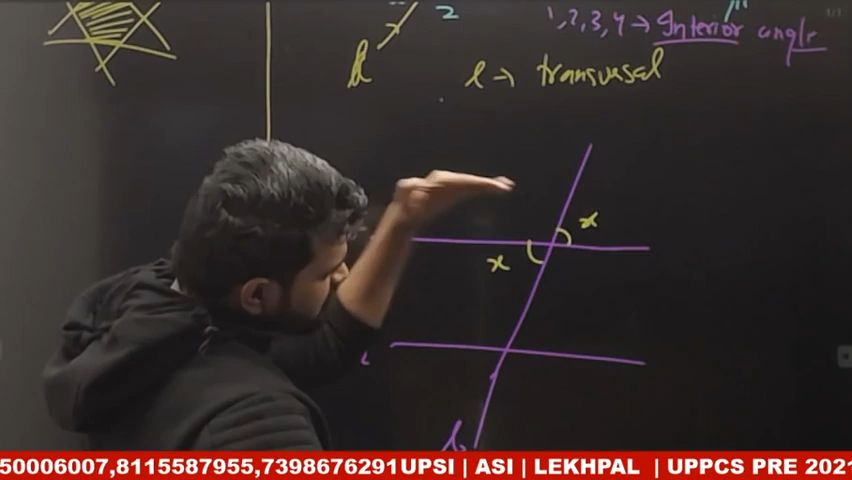 2
1,2,3,4 → Interior angle
l
l → transversal
x
x
l
50006007,8115587955,7398676291UPSI | ASI | LEKHPAL | UPPCS PRE 2021